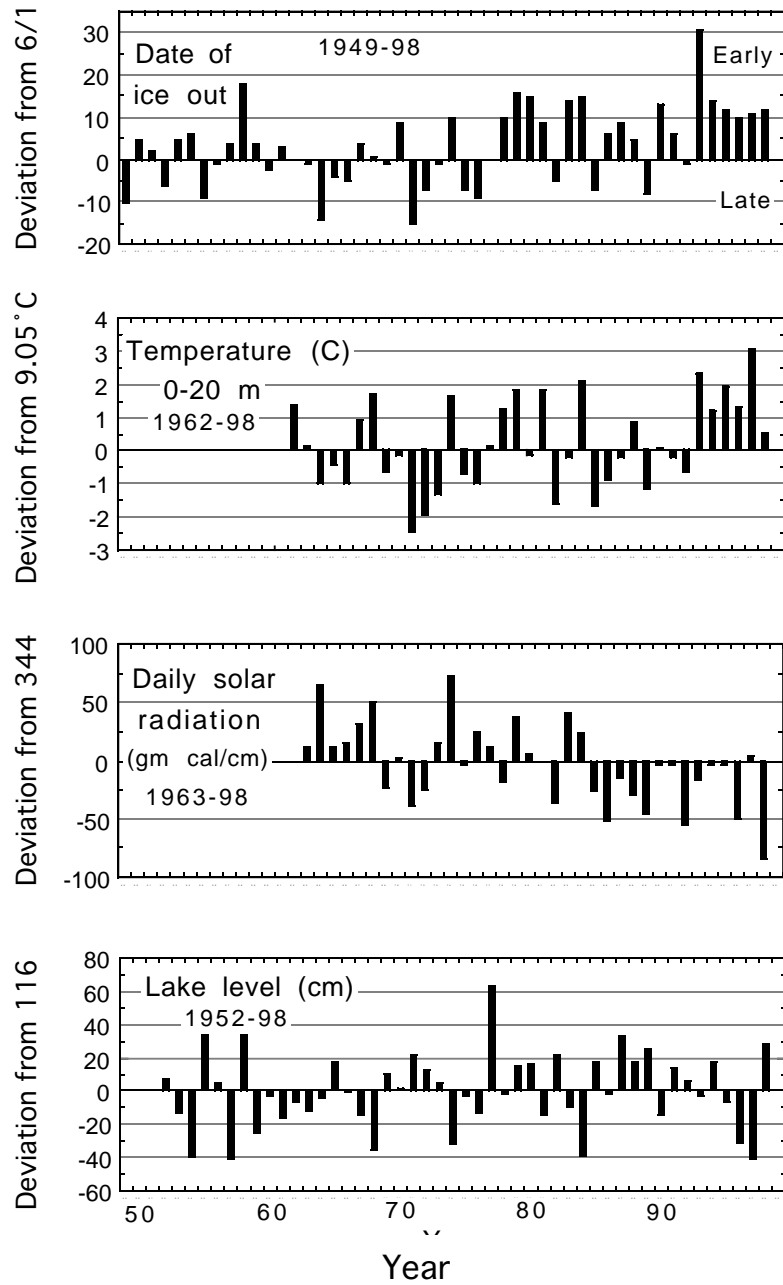 Deviation from 6/1
35
30
20
10
0
-10
-20
Date of
ice out
1949-98
Early
Late
Deviation from 9.05˚C
4
3
2
1
0
-1
-2
-3
Temperature (C)
0-20 m
1962-98
Deviation from 344
100
50
0
-50
-100
Daily solar
radiation
(gm cal/cm)
1963-98
Deviation from 116
80
60
40
20
0
-20
-40
-60
Lake level (cm)
1952-98
50 60 70 80 90
Year